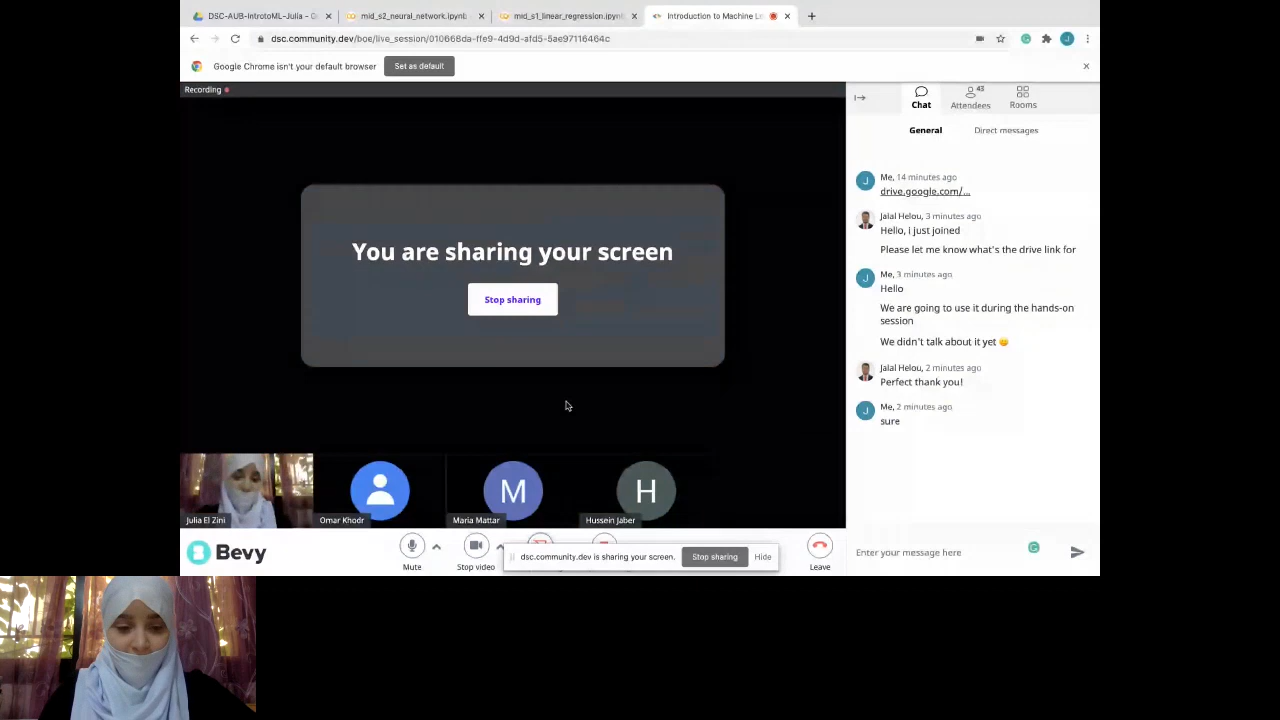 DSC-AUB-IntrotoML-Julia – G
mid_s2_neural_network.ipynb
mid_s1_linear_regression.ipynb
Introduction to Machine Le
dsc.community.dev/boe/live_session/010668da-ffe9-4d9d-afd5-5ae97116464c
Google Chrome isn't your default browser
Set as default
Recording
Chat
43
Attendees
Rooms
General
Direct messages
Me, 14 minutes ago
drive.google.com/...
Jalal Helou, 3 minutes ago
Hello, i just joined
Please let me know what's the drive link for
Me, 3 minutes ago
Hello
We are going to use it during the hands-on
session
We didn't talk about it yet 😊
Jalal Helou, 2 minutes ago
Perfect thank you!
Me, 2 minutes ago
sure
You are sharing your screen
Stop sharing
M
H
Julia El Zini
Omar Khodr
Maria Mattar
Hussein Jaber
Bevy
Mute
Stop video
dsc.community.dev is sharing your screen.
Stop sharing
Hide
Leave
Enter your message here